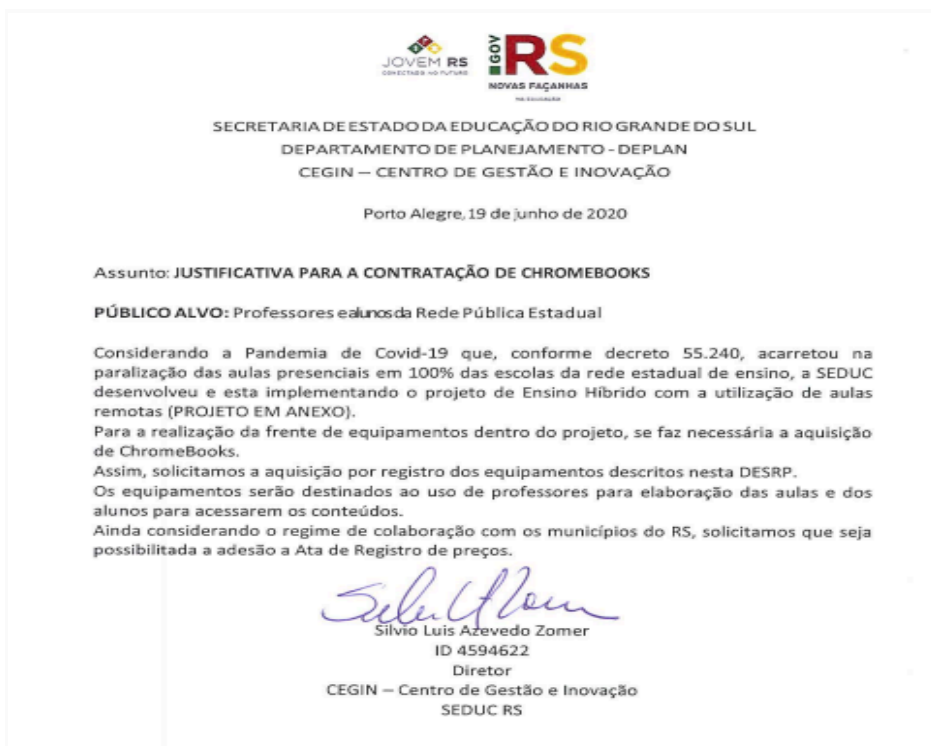 JOVEM RS
CONECTADO NO FUTURO
GOV
RS
NOVAS FAÇANHAS
NA EDUCAÇÃO
SECRETARIA DE ESTADO DA EDUCAÇÃO DO RIO GRANDE DO SUL
DEPARTAMENTO DE PLANEJAMENTO - DEPLAN
CEGIN – CENTRO DE GESTÃO E INOVAÇÃO
Porto Alegre, 19 de junho de 2020
Assunto: JUSTIFICATIVA PARA A CONTRATAÇÃO DE CHROMEBOOKS
PÚBLICO ALVO: Professores e alunos da Rede Pública Estadual
Considerando a Pandemia de Covid-19 que, conforme decreto 55.240, acarretou na
paralização das aulas presenciais em 100% das escolas da rede estadual de ensino, a SEDUC
desenvolveu e esta implementando o projeto de Ensino Híbrido com a utilização de aulas
remotas (PROJETO EM ANEXO).
Para a realização da frente de equipamentos dentro do projeto, se faz necessária a aquisição
de ChromeBooks.
Assim, solicitamos a aquisição por registro dos equipamentos descritos nesta DESRP.
Os equipamentos serão destinados ao uso de professores para elaboração das aulas e dos
alunos para acessarem os conteúdos.
Ainda considerando o regime de colaboração com os municípios do RS, solicitamos que seja
possibilitada a adesão a Ata de Registro de preços.
Silvio Luis Azevedo Zomer
ID 4594622
Diretor
CEGIN – Centro de Gestão e Inovação
SEDUC RS